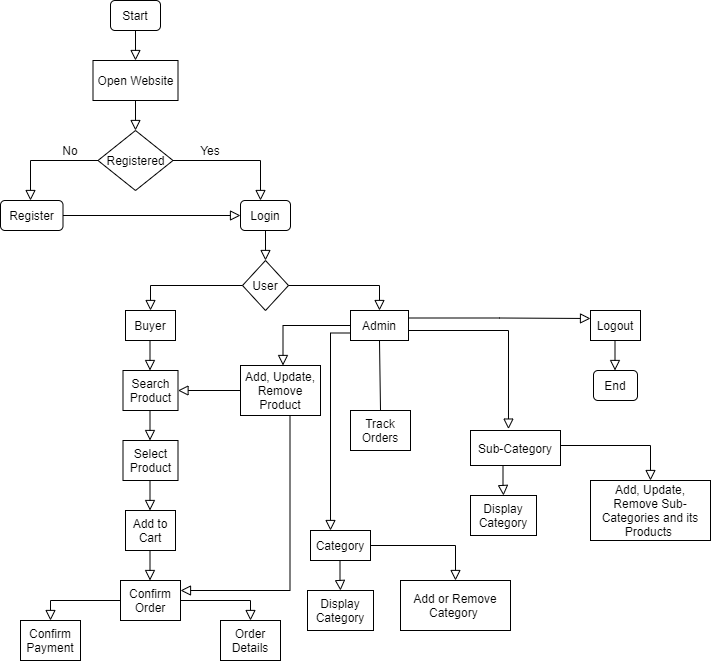 Start
Open Website
Registered
No
Yes
Register
Login
User
Buyer
Admin
Logout
End
Search
Product
Add, Update,
Remove
Product
Track
Orders
Select
Product
Sub-Category
Add to
Cart
Display
Category
Add, Update,
Remove Sub-
Categories and its
Products
Category
Confirm
Order
Display
Category
Add or Remove
Category
Confirm
Payment
Order
Details